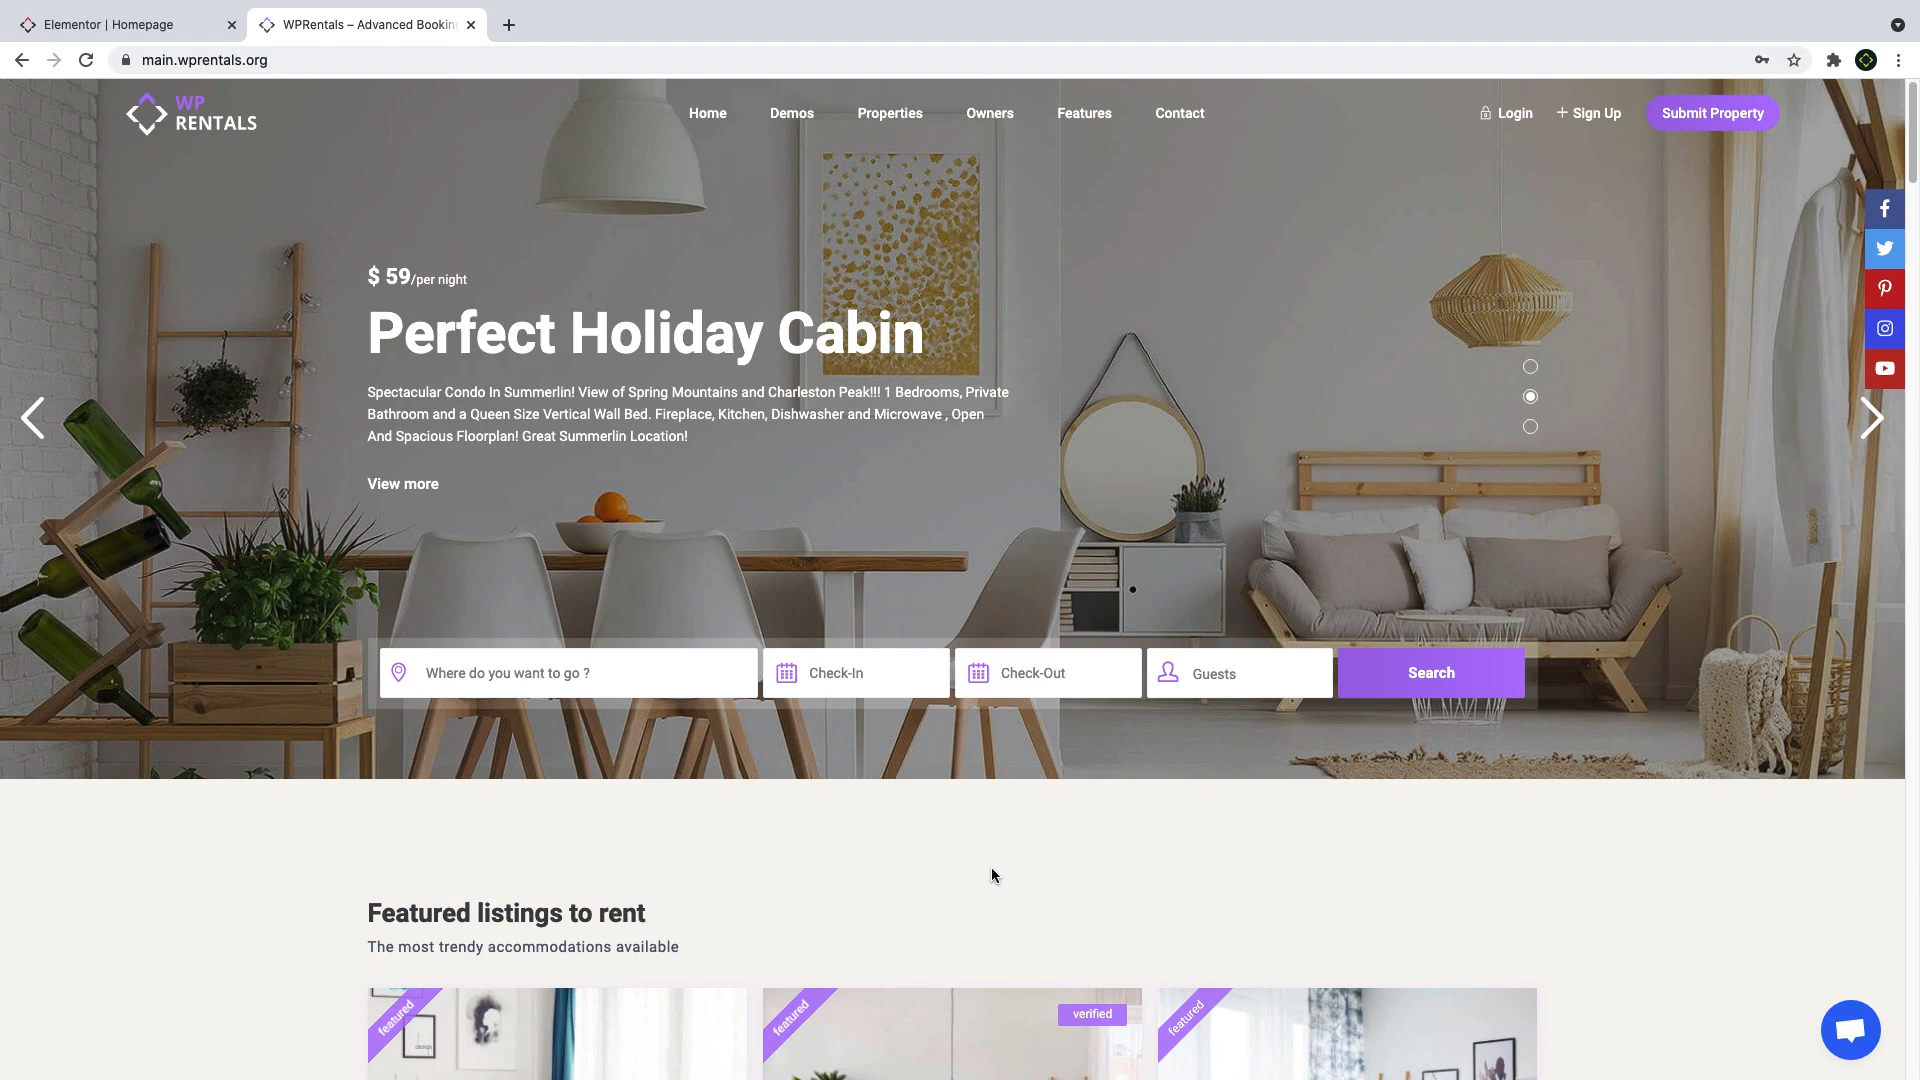 Elementor | Homepage
WPRentals – Advanced Bookin
main.wprentals.org
WP
RENTALS
Home
Demos
Properties
Owners
Features
Contact
Login
+ Sign Up
Submit Property
$ 59/per night
Perfect Holiday Cabin
Spectacular Condo In Summerlin! View of Spring Mountains and Charleston Peak!!! 1 Bedrooms, Private
Bathroom and a Queen Size Vertical Wall Bed. Fireplace, Kitchen, Dishwasher and Microwave , Open
And Spacious Floorplan! Great Summerlin Location!
View more
Where do you want to go ?
Check-In
Check-Out
Guests
Search
Featured listings to rent
The most trendy accommodations available
featured
featured
verified
featured